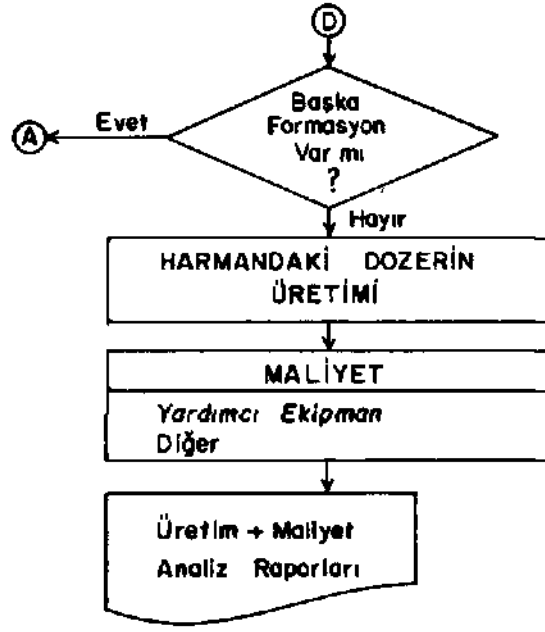 D
Başka
Formasyon
Var mı
?
Evet
A
Hayır
HARMANDAKİ DOZERİN
ÜRETİMİ
MALİYET
Yardımcı Ekipman
Diğer
Üretim + Maliyet
Analiz Raporları